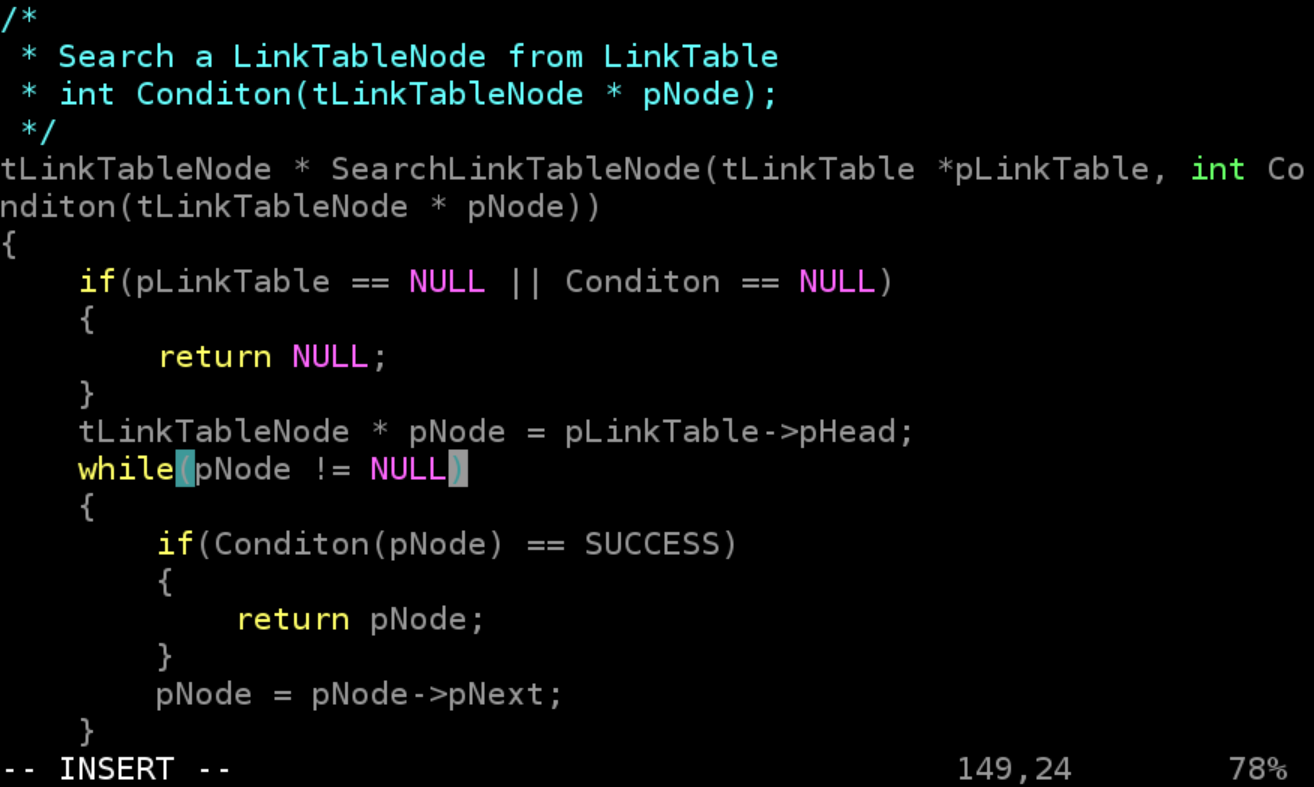 /*
 * Search a LinkTableNode from LinkTable
 * int Conditon(tLinkTableNode * pNode);
 */
tLinkTableNode * SearchLinkTableNode(tLinkTable *pLinkTable, int Co
nditon(tLinkTableNode * pNode))
{
    if(pLinkTable == NULL || Conditon == NULL)
    {
        return NULL;
    }
    tLinkTableNode * pNode = pLinkTable->pHead;
    while(pNode != NULL)
    {
        if(Conditon(pNode) == SUCCESS)
        {
            return pNode;
        }
        pNode = pNode->pNext;
    }
-- INSERT --                                      149,24        78%